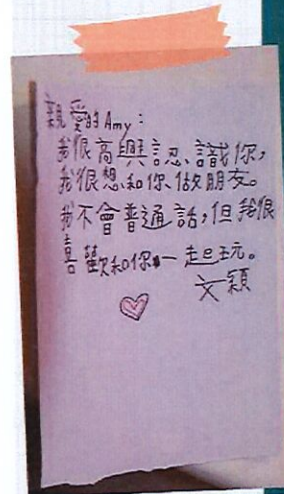 親愛的Amy：
我很高興認識你，
我很想和你做朋友。
我不會普通話，但我很
喜歡和你一起玩。
文穎